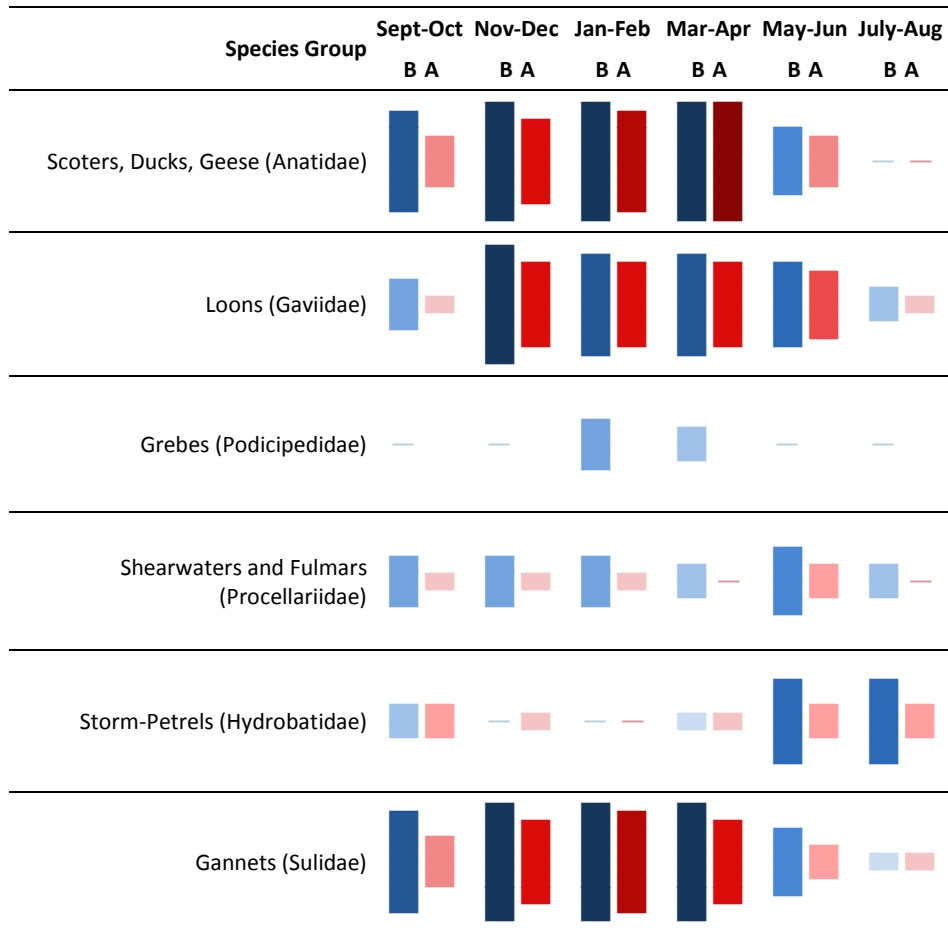 Species Group
Sept-Oct Nov-Dec Jan-Feb Mar-Apr May-Jun July-Aug
B A B A B A B A B A B A
Scoters, Ducks, Geese (Anatidae)
Loons (Gaviidae)
Grebes (Podicipedidae)
Shearwaters and Fulmars
(Procellariidae)
Storm-Petrels (Hydrobatidae)
Gannets (Sulidae)